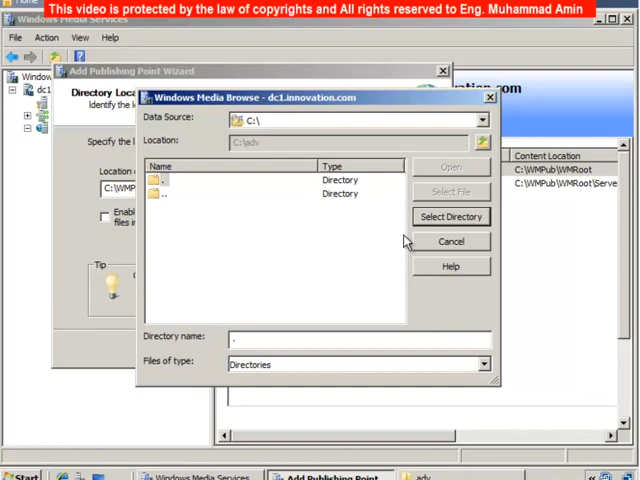 Home
This video is protected by the law of copyrights and All rights reserved to Eng. Muhammad Amin
Windows Media Services
File Action View Help
Add Publishing Point Wizard
Directory Loca
Identify the l
Window
dc1
Specify the l
Location o
C:\WMP
Enabl
files in
Tip
Windows Media Browse - dc1.innovation.com
Data Source:
C:\
Location:
C:\adv
Name Type
. Directory
.. Directory
Open
Select File
Select Directory
Cancel
Help
Directory name:
.
Files of type:
Directories
Content Location
C:\WMPub\WMRoot
C:\WMPub\WMRoot\Serve
Start
Windows Media Services
Add Publishing Point
adv